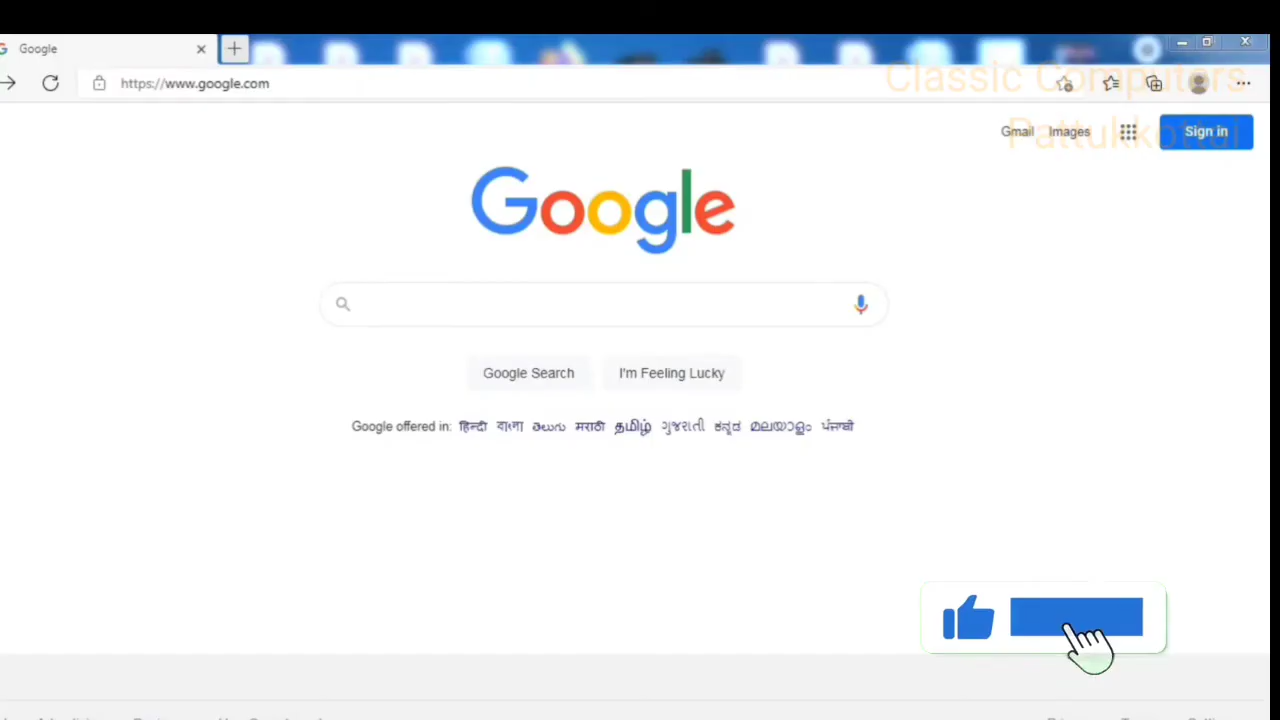 Google
https://www.google.com
Classic Computers
Pattukkottai
Gmail Images Sign in
Google
Google Search I'm Feeling Lucky
Google offered in: हिन्दी বাংলা తెలుగు मराठी தமிழ் ગુજરાતી ಕನ್ನಡ മലയാളം ਪੰਜਾਬੀ